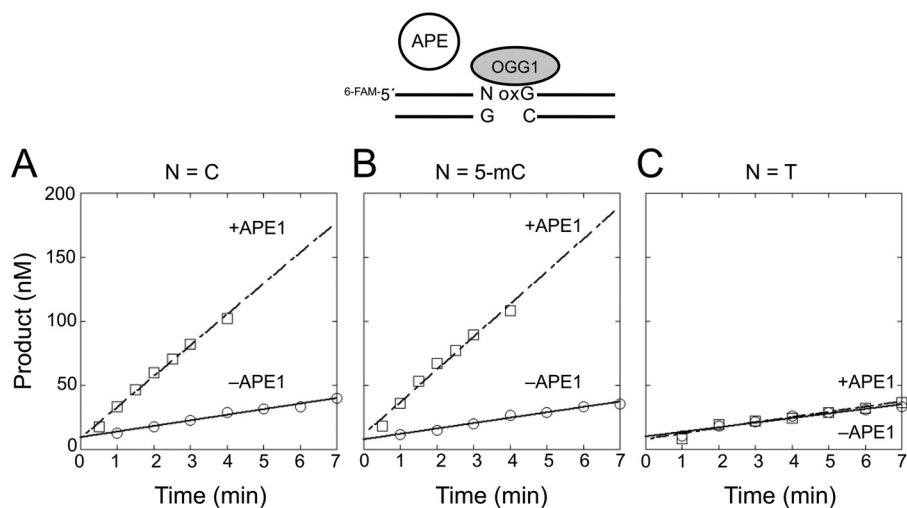 APE
OGG1
6-FAM-5´ N oxG
G C
A N = C
B N = 5-mC
C N = T
Product (nM)
200
150
100
50
0
+APE1
–APE1
0 1 2 3 4 5 6 7
Time (min)
+APE1
–APE1
0 1 2 3 4 5 6 7
Time (min)
+APE1
–APE1
0 1 2 3 4 5 6 7
Time (min)